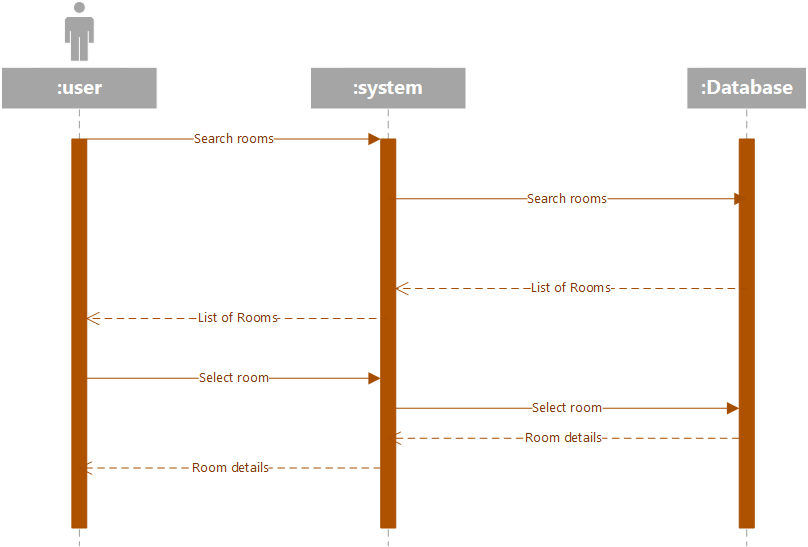 :user
:system
:Database
Search rooms
Search rooms
List of Rooms
List of Rooms
Select room
Select room
Room details
Room details